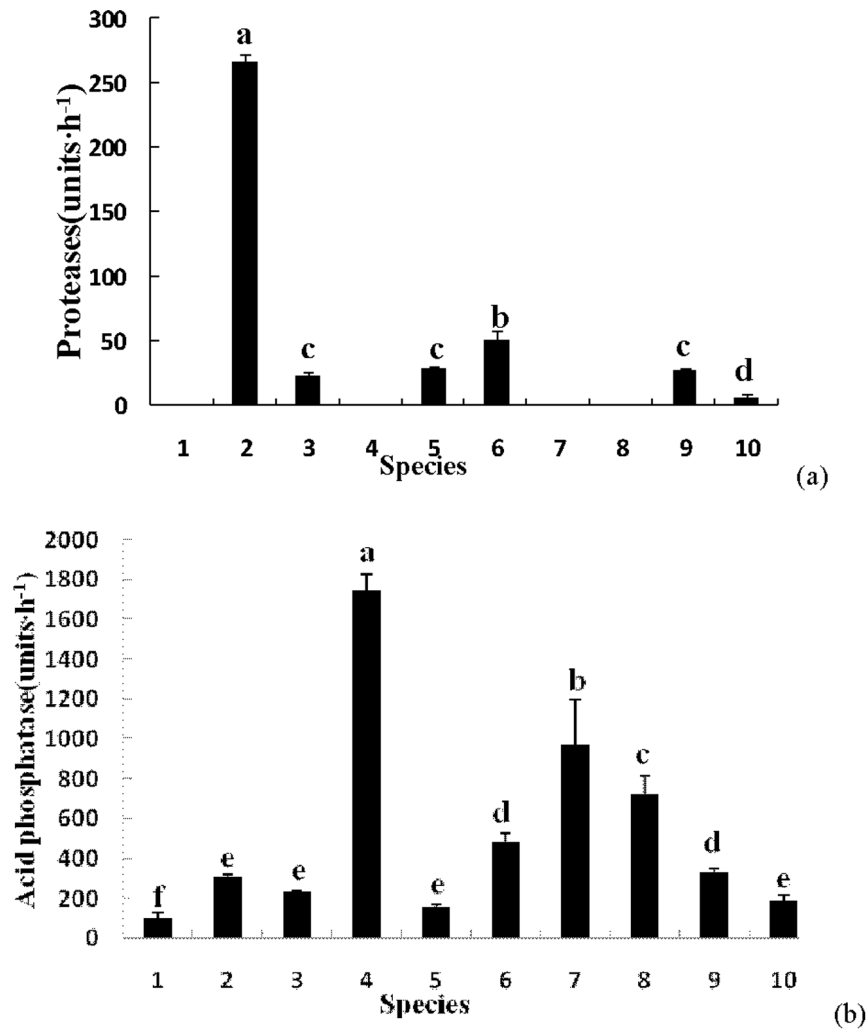 Proteases(units·h⁻¹)
300
250
200
150
100
50
0
a
c
c
b
c
d
1 2 3 4 5 6 7 8 9 10
Species
(a)
Acid phosphatase(units·h⁻¹)
2000
1800
1600
1400
1200
1000
800
600
400
200
0
f
e
e
a
e
d
b
c
d
e
1 2 3 4 5 6 7 8 9 10
Species
(b)